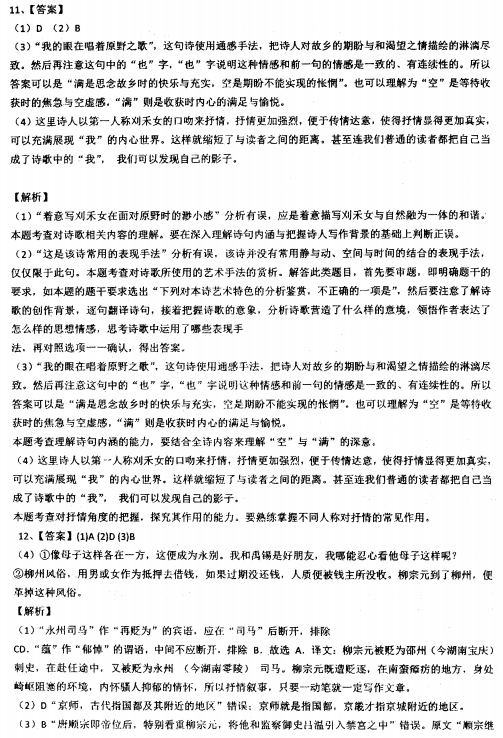 11、【答案】
（1）D （2）B
（3）“我的眼在唱着原野之歌”，这句诗使用通感手法，把诗人对故乡的期盼与和渴望之情描绘的淋漓尽
致。然后再注意这句中的“也”字，“也”字说明这种情感和前一句的情感是一致的、有连续性的。所以
答案可以是“满是思念故乡时的快乐与充实，空是期盼不能实现的怅惘”。也可以理解为“空”是等待收
获时的焦急与空虚感，“满”则是收获时内心的满足与愉悦。
（4）这里诗人以第一人称刈禾女的口吻来抒情，抒情更加强烈，便于传情达意，使得抒情显得更加真实，
可以充满展现“我”的内心世界。这样就缩短了与读者之间的距离。甚至连我们普通的读者都把自己当
成了诗歌中的“我”， 我们可以发现自己的影子。
【解析】
（1）“着意写刈禾女在面对原野时的渺小感”分析有误，应是着意描写刈禾女与自然融为一体的和谐。
本题考查对诗歌相关内容的理解。要在深入理解诗句内涵与把握诗人写作背景的基础上判断正误。
（2）“这是该诗常用的表现手法”分析有误，该诗并没有常用静与动、空间与时间的结合的表现手法，
仅仅限于此句。本题考查对诗歌所使用的艺术手法的赏析。解答此类题目，首先要审题，即明确题干的
要求，如本题的题干要求选出“下列对本诗艺术特色的分析鉴赏，不正确的一项是”，然后要注意了解诗
歌的创作背景，逐句翻译诗句，接着把握诗歌的意象，分析诗歌营造了什么样的意境，领悟作者表达了
怎么样的思想情感，思考诗歌中运用了哪些表现手
法，再对照选项一一确认，得出答案。
（3）“我的眼在唱着原野之歌”，这句诗使用通感手法，把诗人对故乡的期盼与和渴望之情描绘的淋漓尽
致。然后再注意这句中的“也”字，“也”字说明这种情感和前一句的情感是一致的、有连续性的。所以
答案可以是“满是思念故乡时的快乐与充实，空是期盼不能实现的怅惘”。也可以理解为“空”是等待收
获时的焦急与空虚感，“满”则是收获时内心的满足与愉悦。
本题考查理解诗句内涵的能力，要结合全诗内容来理解“空”与“满”的深意。
（4）这里诗人以第一人称刈禾女的口吻来抒情，抒情更加强烈，便于传情达意，使得抒情显得更加真实，
可以充满展现“我”的内心世界。这样就缩短了与读者之间的距离。甚至连我们普通的读者都把自己当
成了诗歌中的“我”， 我们可以发现自己的影子。
本题考查对抒情角度的把握，探究其作用的能力。要熟练掌握不同人称对抒情的常见作用。
12、【答案】(1)A (2)D (3)B
（4）①像母子这样各在一方，这便成为永别。我和禹锡是好朋友，我哪能忍心看他母子这样呢？
②柳州风俗，用男或女作为抵押去借钱，如果过期没还钱，人质便被钱主所没收。柳宗元到了柳州，便
革掉这种风俗。
【解析】
（1）“永州司马”作“再贬为”的宾语，应在“司马”后断开，排除
CD．“蕴”作“郁悼”的谓语，中间不应断开，排除 B．故选 A．译文：柳宗元被贬为邵州（今湖南宝庆）
刺史，在赴任途中，又被贬为永州 （今湖南零陵） 司马。柳宗元既遭贬逐，在南蛮瘴疠的地方，身处
崎岖阻塞的环境，内怀骚人抑郁的情怀，所以抒情叙事，只要一动笔就一定写作文章。
（2）D“京师，古代指国都及其附近的地区”错误；京师就是指国都，京畿才指京城附近的地区。
（3）B“唐顺宗即帝位后，特别看重柳宗元，将他和监察御史吕温引入禁宫之中”错误。原文“顺宗继